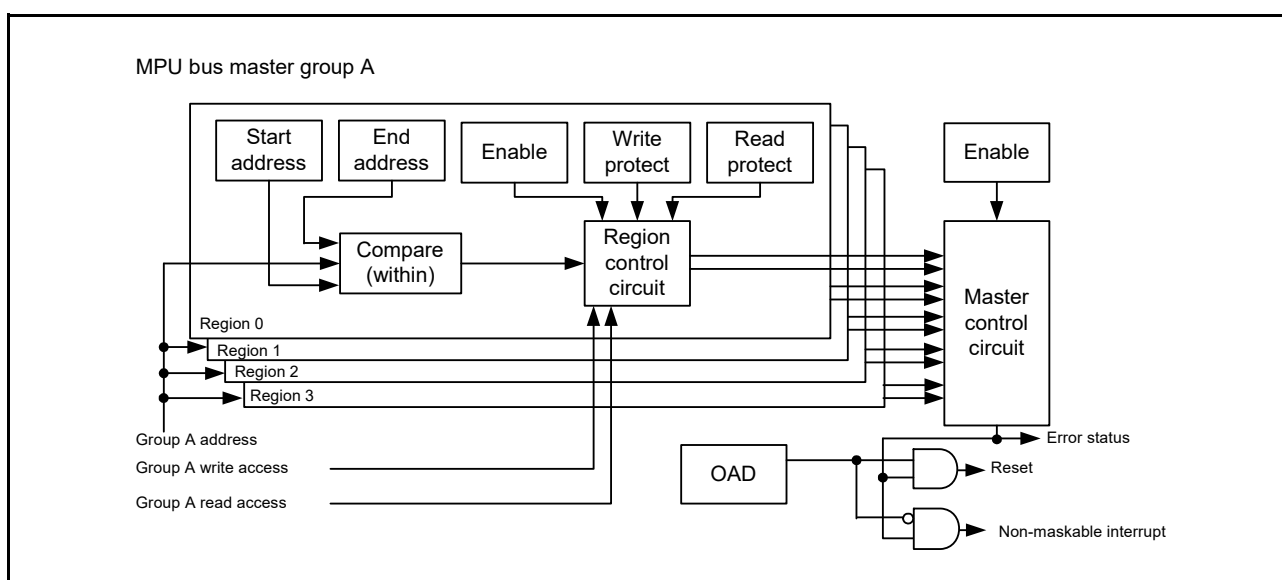 MPU bus master group A
Start
address
End
address
Enable
Write
protect
Read
protect
Enable
Compare
(within)
Region
control
circuit
Master
control
circuit
Region 0
Region 1
Region 2
Region 3
Group A address
Group A write access
Group A read access
OAD
Error status
Reset
Non-maskable interrupt